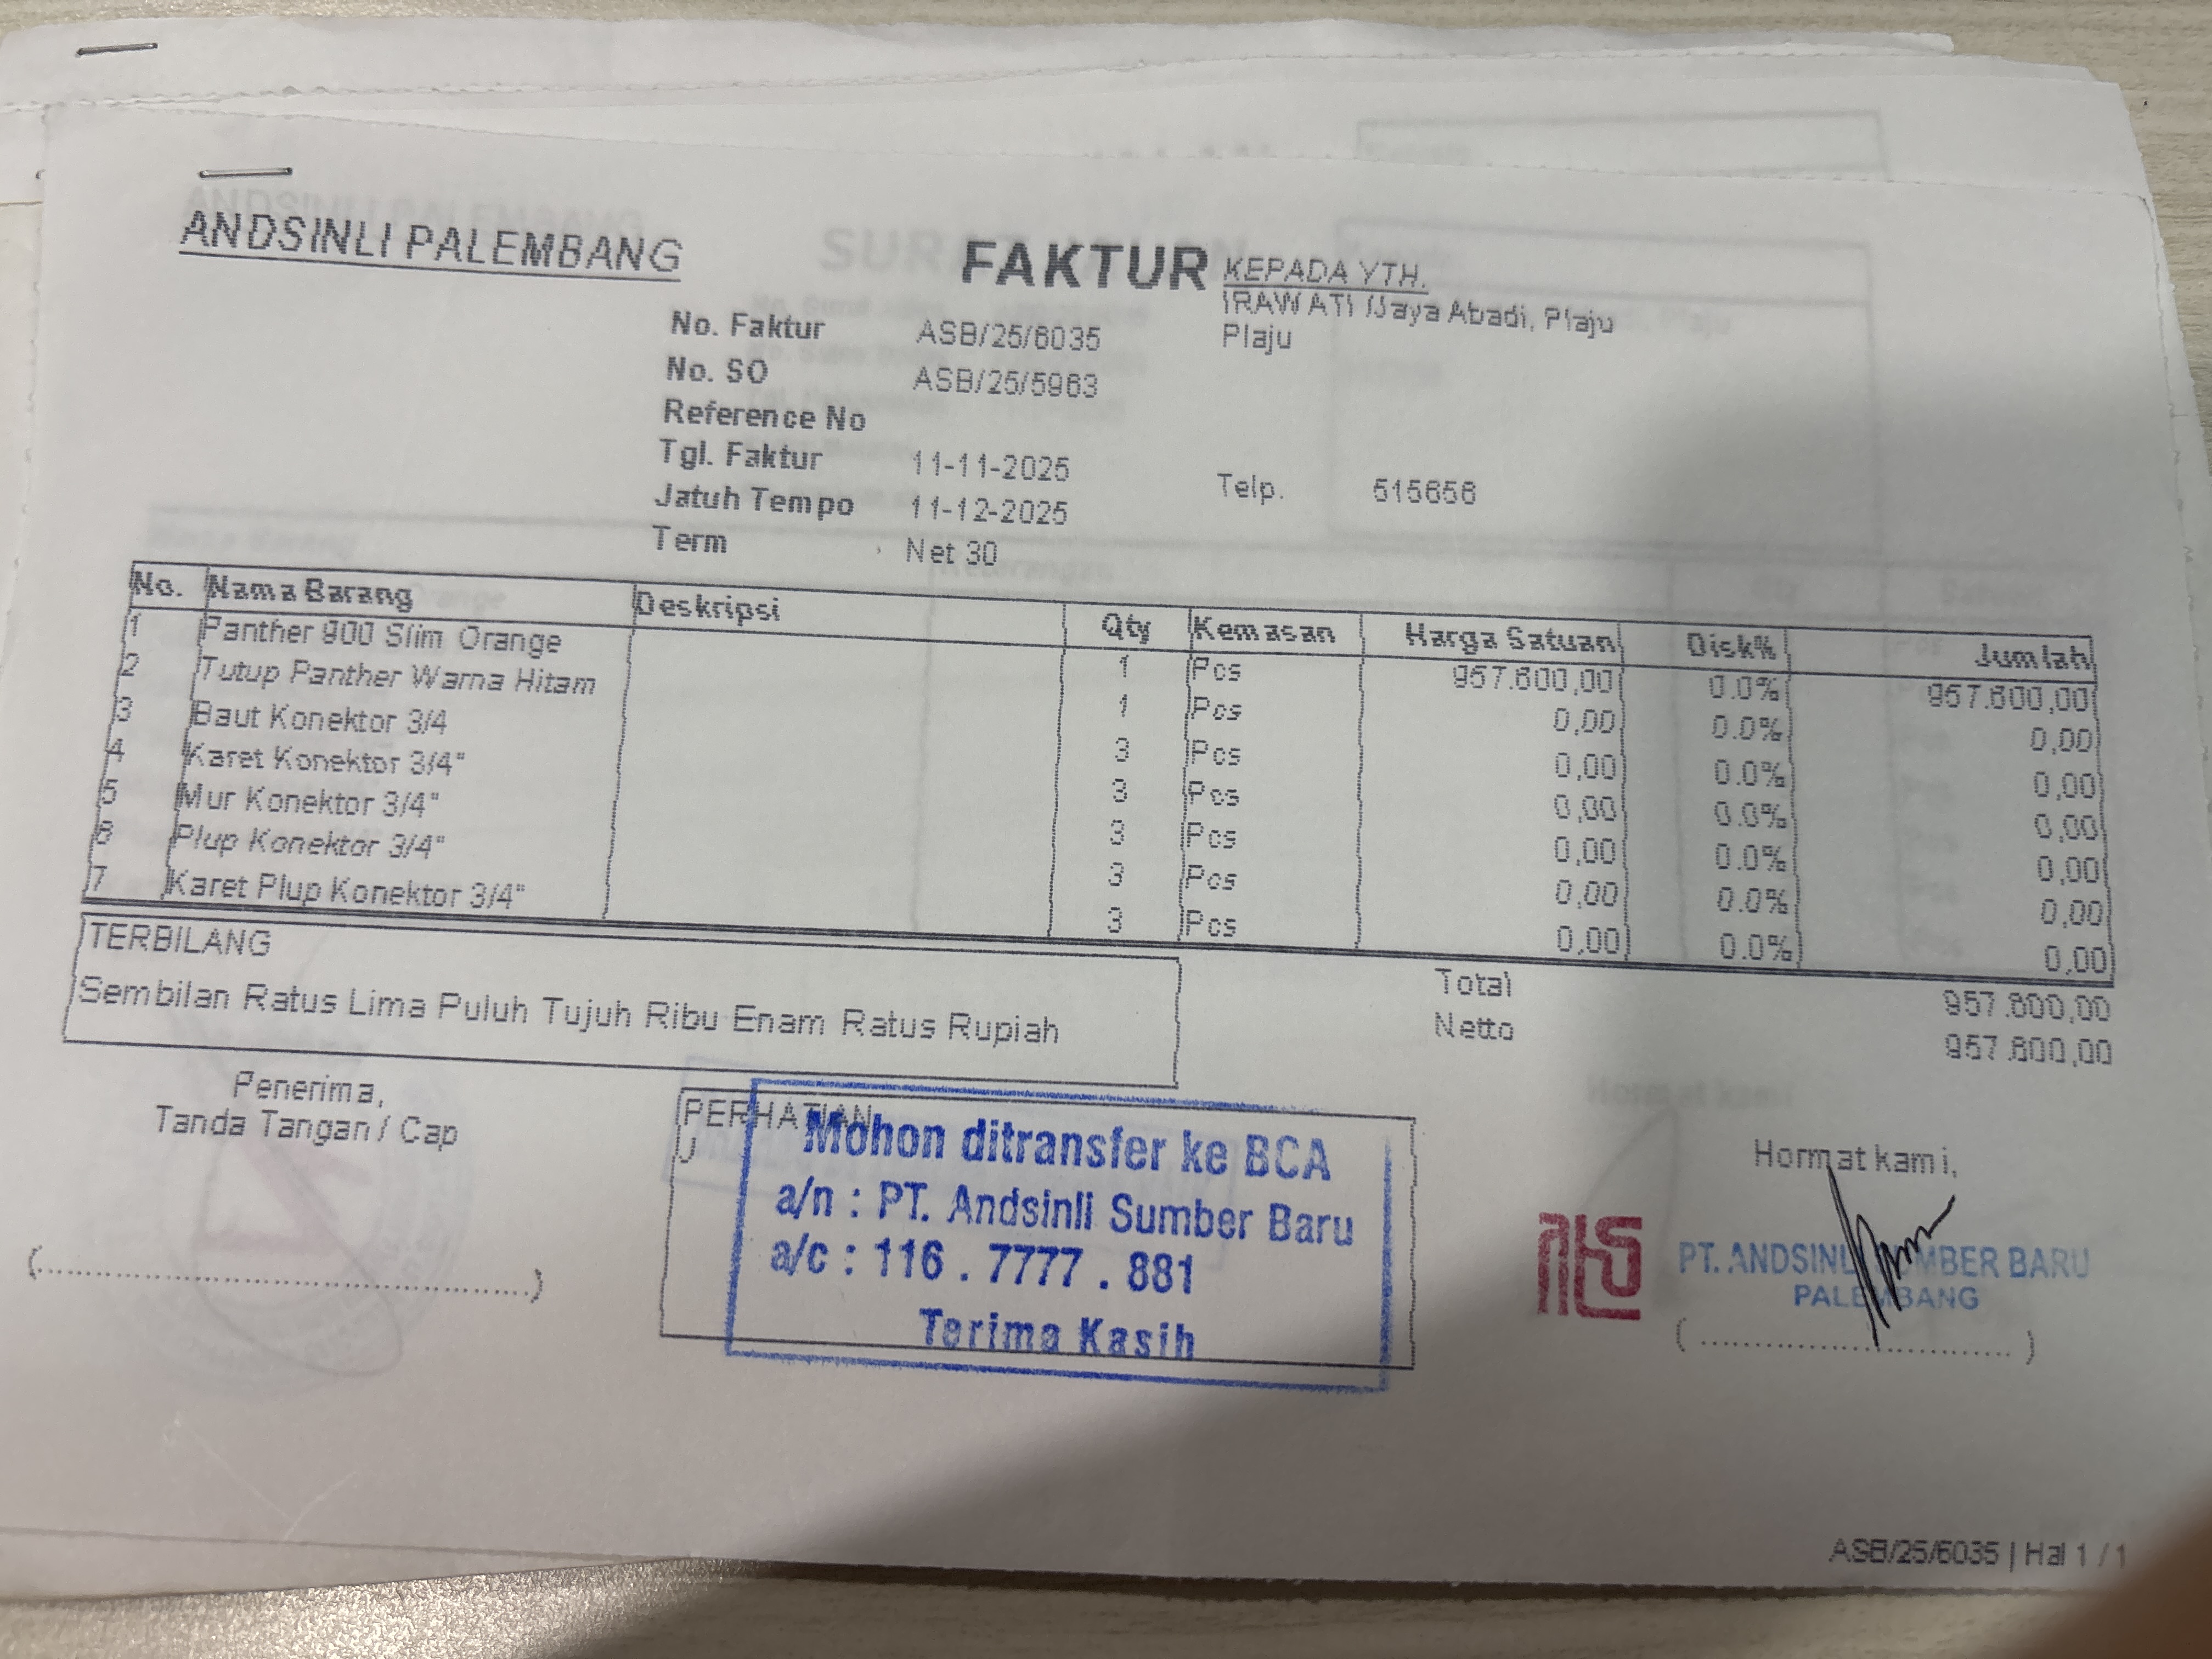 ANDSINLI PALEMBANG
FAKTUR
KEPADA YTH.
IRAWATI /Jaya Abadi, Plaju
Plaju
No. Faktur ASB/25/6035
No. SO ASB/25/5963
Reference No
Tgl. Faktur 11-11-2025
Jatuh Tempo 11-12-2025
Term Net 30
Telp. 515656
No. Nama Barang Deskripsi Qty Kemasan Harga Satuan Disk% Jumlah
1 Panther 900 Slim Orange 1 Pcs 957.600,00 0.0% 957.600,00
2 Tutup Panther Warna Hitam 1 Pcs 0,00 0.0% 0,00
3 Baut Konektor 3/4 3 Pcs 0,00 0.0% 0,00
4 Karet Konektor 3/4" 3 Pcs 0,00 0.0% 0,00
5 Mur Konektor 3/4" 3 Pcs 0,00 0.0% 0,00
6 Plup Konektor 3/4" 3 Pcs 0,00 0.0% 0,00
7 Karet Plup Konektor 3/4" 3 Pcs 0,00 0.0% 0,00
TERBILANG
Sembilan Ratus Lima Puluh Tujuh Ribu Enam Ratus Rupiah
Total 957.600,00
Netto 957.600,00
Penerima,
Tanda Tangan / Cap
(....................................................)
PERHATIAN
Mohon ditransfer ke BCA
a/n : PT. Andsinli Sumber Baru
a/c : 116 . 7777 . 881
Terima Kasih
Hormat kami,
PT. ANDSINLI SUMBER BARU
PALEMBANG
( ................................. )
ASB/25/6035 | Hal 1 / 1